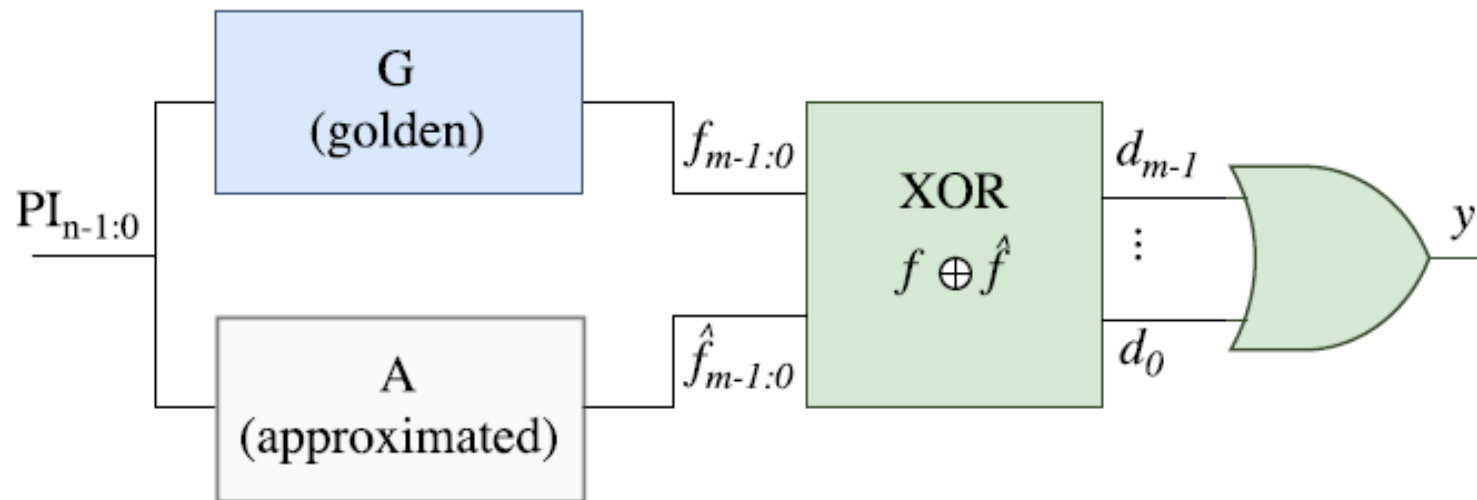 G
(golden)
PI_{n-1:0}
f_{m-1:0}
XOR
f ⊕ f̂
d_{m-1}
⋮
d_0
y
f̂_{m-1:0}
A
(approximated)